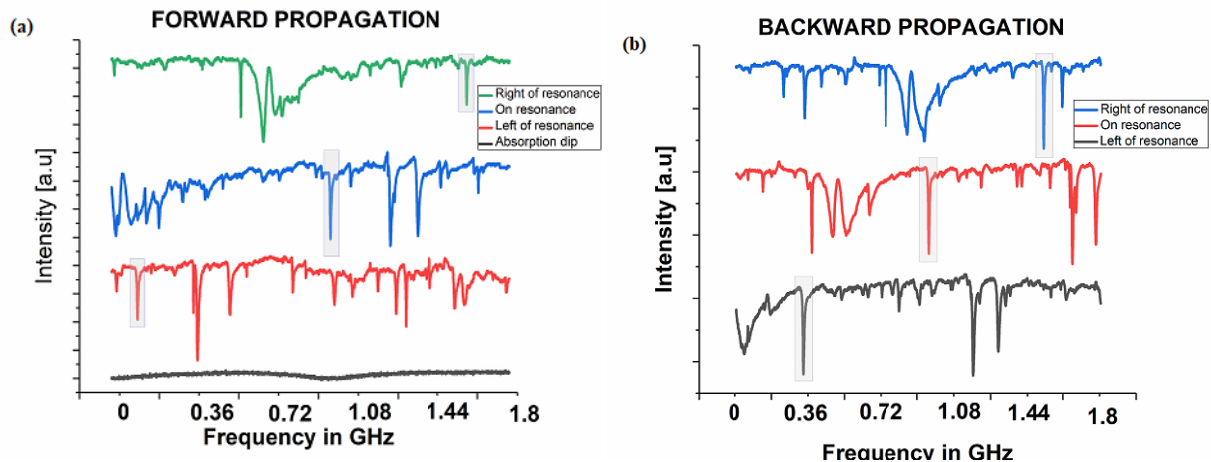 (a)
FORWARD PROPAGATION
Intensity [a.u]
Right of resonance
On resonance
Left of resonance
Absorption dip
0 0.36 0.72 1.08 1.44 1.8
Frequency in GHz
(b)
BACKWARD PROPAGATION
Intensity [a.u]
Right of resonance
On resonance
Left of resonance
0 0.36 0.72 1.08 1.44 1.8
Frequency in GHz